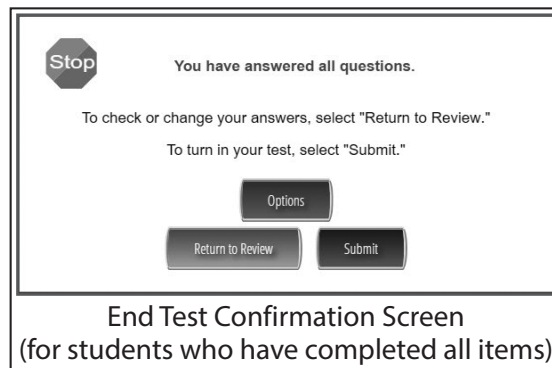 Stop
You have answered all questions.
To check or change your answers, select "Return to Review."
To turn in your test, select "Submit."
Options
Return to Review
Submit
End Test Confirmation Screen
(for students who have completed all items)